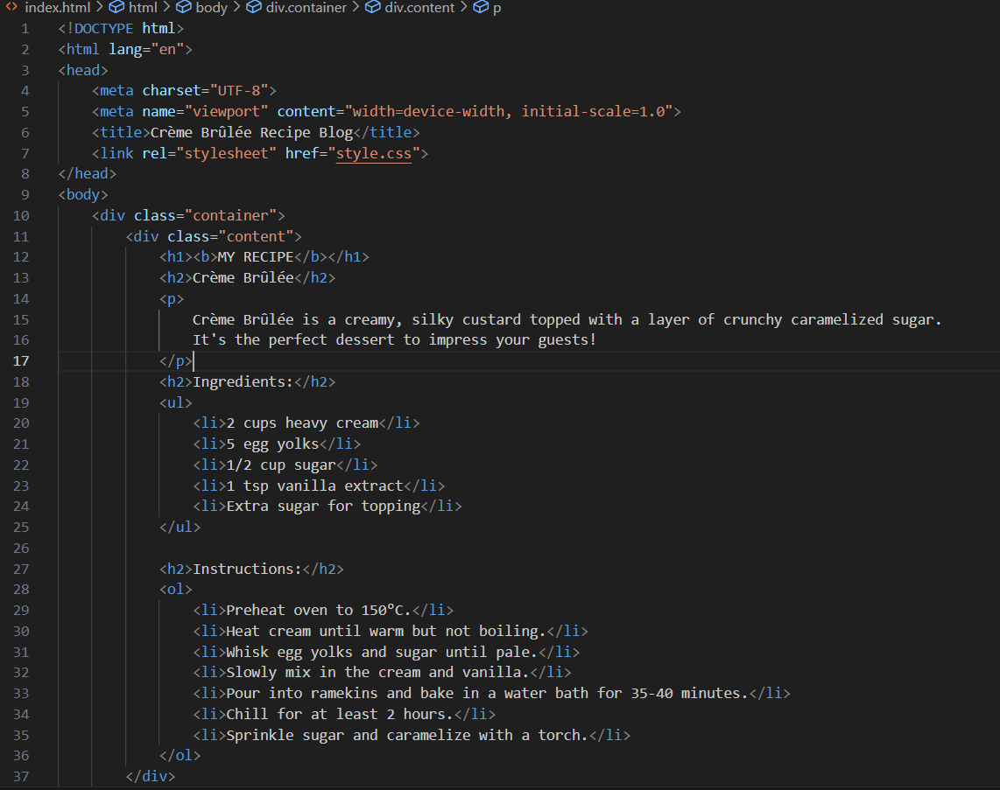 index.html > html > body > div.container > div.content > p
1 <!DOCTYPE html>
2 <html lang="en">
3 <head>
4     <meta charset="UTF-8">
5     <meta name="viewport" content="width=device-width, initial-scale=1.0">
6     <title>Crème Brûlée Recipe Blog</title>
7     <link rel="stylesheet" href="style.css">
8 </head>
9 <body>
10     <div class="container">
11         <div class="content">
12             <h1><b>MY RECIPE</b></h1>
13             <h2>Crème Brûlée</h2>
14             <p>
15                 Crème Brûlée is a creamy, silky custard topped with a layer of crunchy caramelized sugar.
16                 It's the perfect dessert to impress your guests!
17             </p>
18             <h2>Ingredients:</h2>
19             <ul>
20                 <li>2 cups heavy cream</li>
21                 <li>5 egg yolks</li>
22                 <li>1/2 cup sugar</li>
23                 <li>1 tsp vanilla extract</li>
24                 <li>Extra sugar for topping</li>
25             </ul>
26
27             <h2>Instructions:</h2>
28             <ol>
29                 <li>Preheat oven to 150°C.</li>
30                 <li>Heat cream until warm but not boiling.</li>
31                 <li>Whisk egg yolks and sugar until pale.</li>
32                 <li>Slowly mix in the cream and vanilla.</li>
33                 <li>Pour into ramekins and bake in a water bath for 35-40 minutes.</li>
34                 <li>Chill for at least 2 hours.</li>
35                 <li>Sprinkle sugar and caramelize with a torch.</li>
36             </ol>
37         </div>